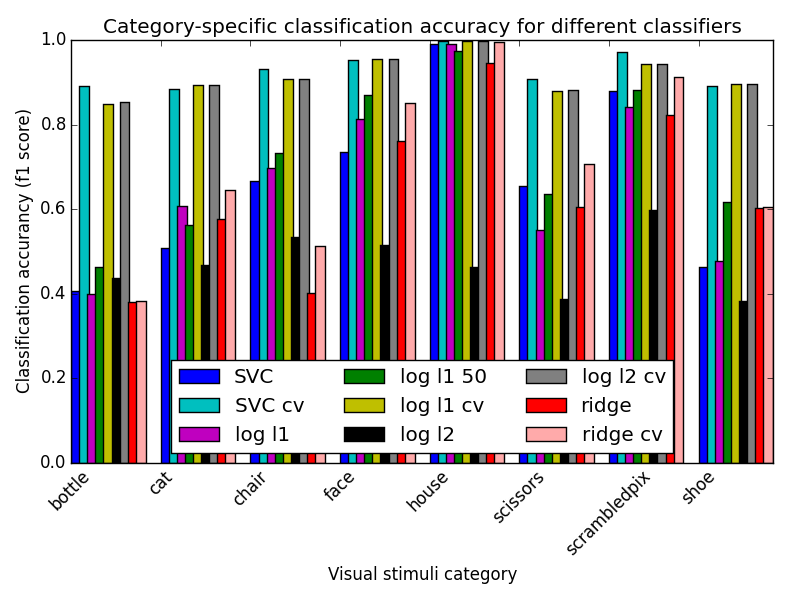 Category-specific classification accuracy for different classifiers
Classification accurancy (f1 score)
1.0
0.8
0.6
0.4
0.2
0.0
SVC
SVC cv
log l1
log l1 50
log l1 cv
log l2
log l2 cv
ridge
ridge cv
bottle
cat
chair
face
house
scissors
scrambledpix
shoe
Visual stimuli category